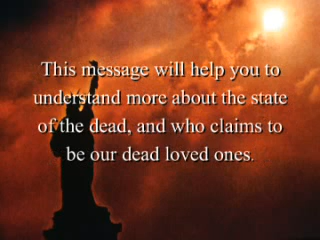 This message will help you to
understand more about the state
of the dead, and who claims to
be our dead loved ones.